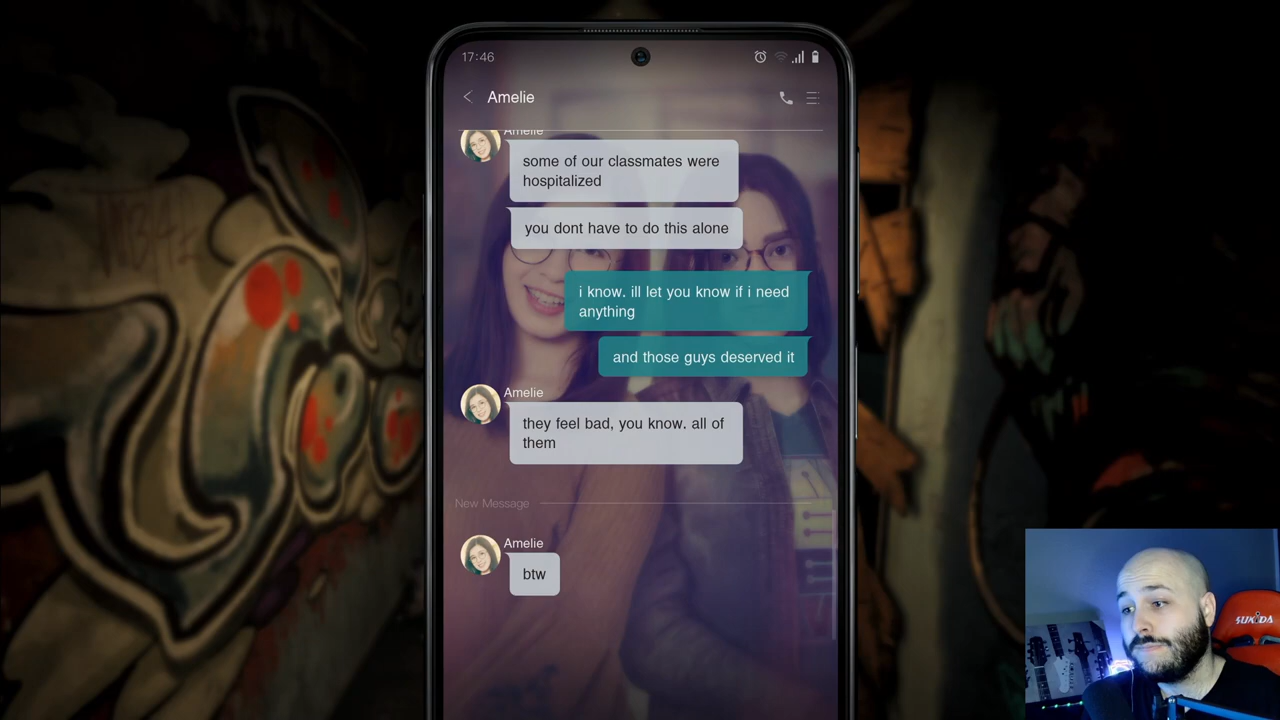 17:46
Amelie
Amelie
some of our classmates were
hospitalized
you dont have to do this alone
i know. ill let you know if i need
anything
and those guys deserved it
Amelie
they feel bad, you know. all of
them
New Message
Amelie
btw
SUKIDA